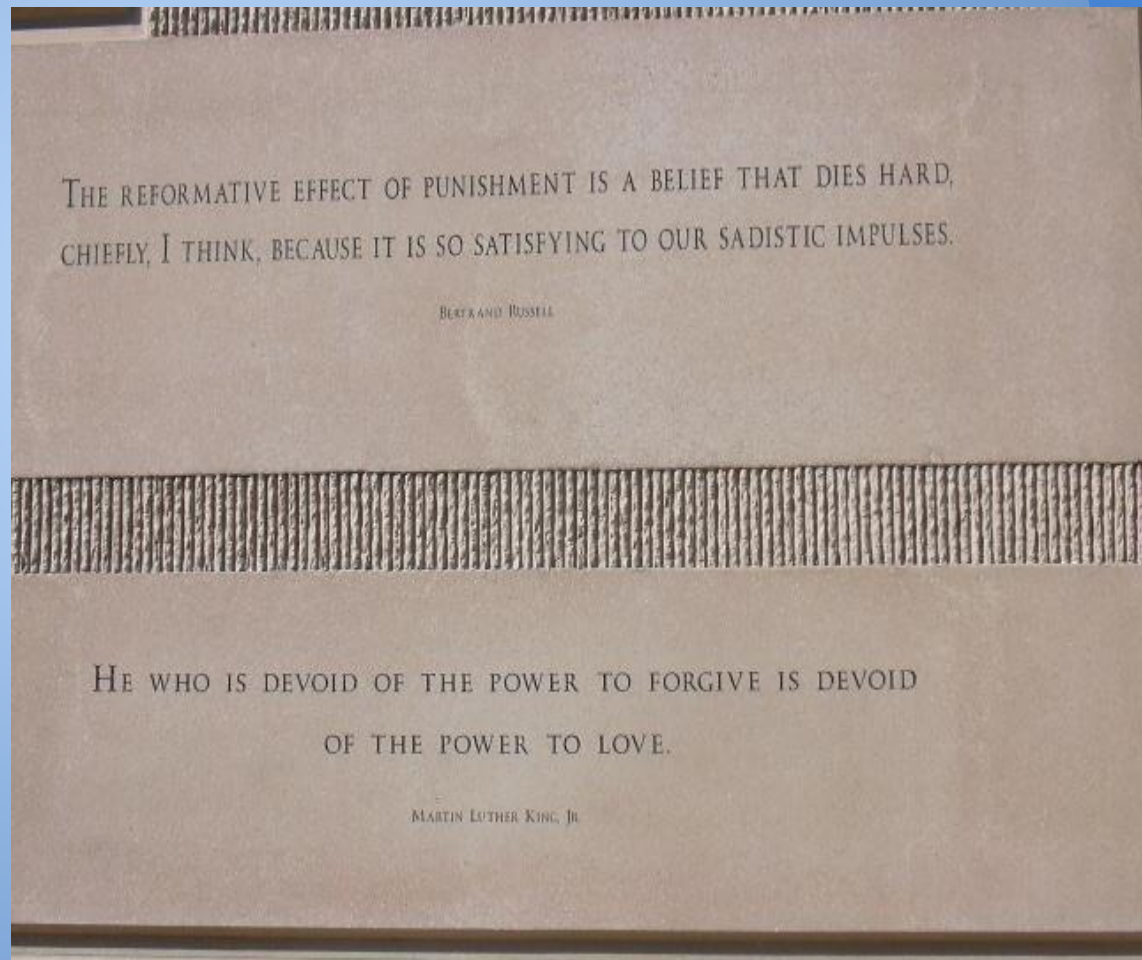 The reformative effect of punishment is a belief that dies hard,
chiefly, I think, because it is so satisfying to our sadistic impulses.
Bertrand Russell
He who is devoid of the power to forgive is devoid
of the power to love.
Martin Luther King, Jr.